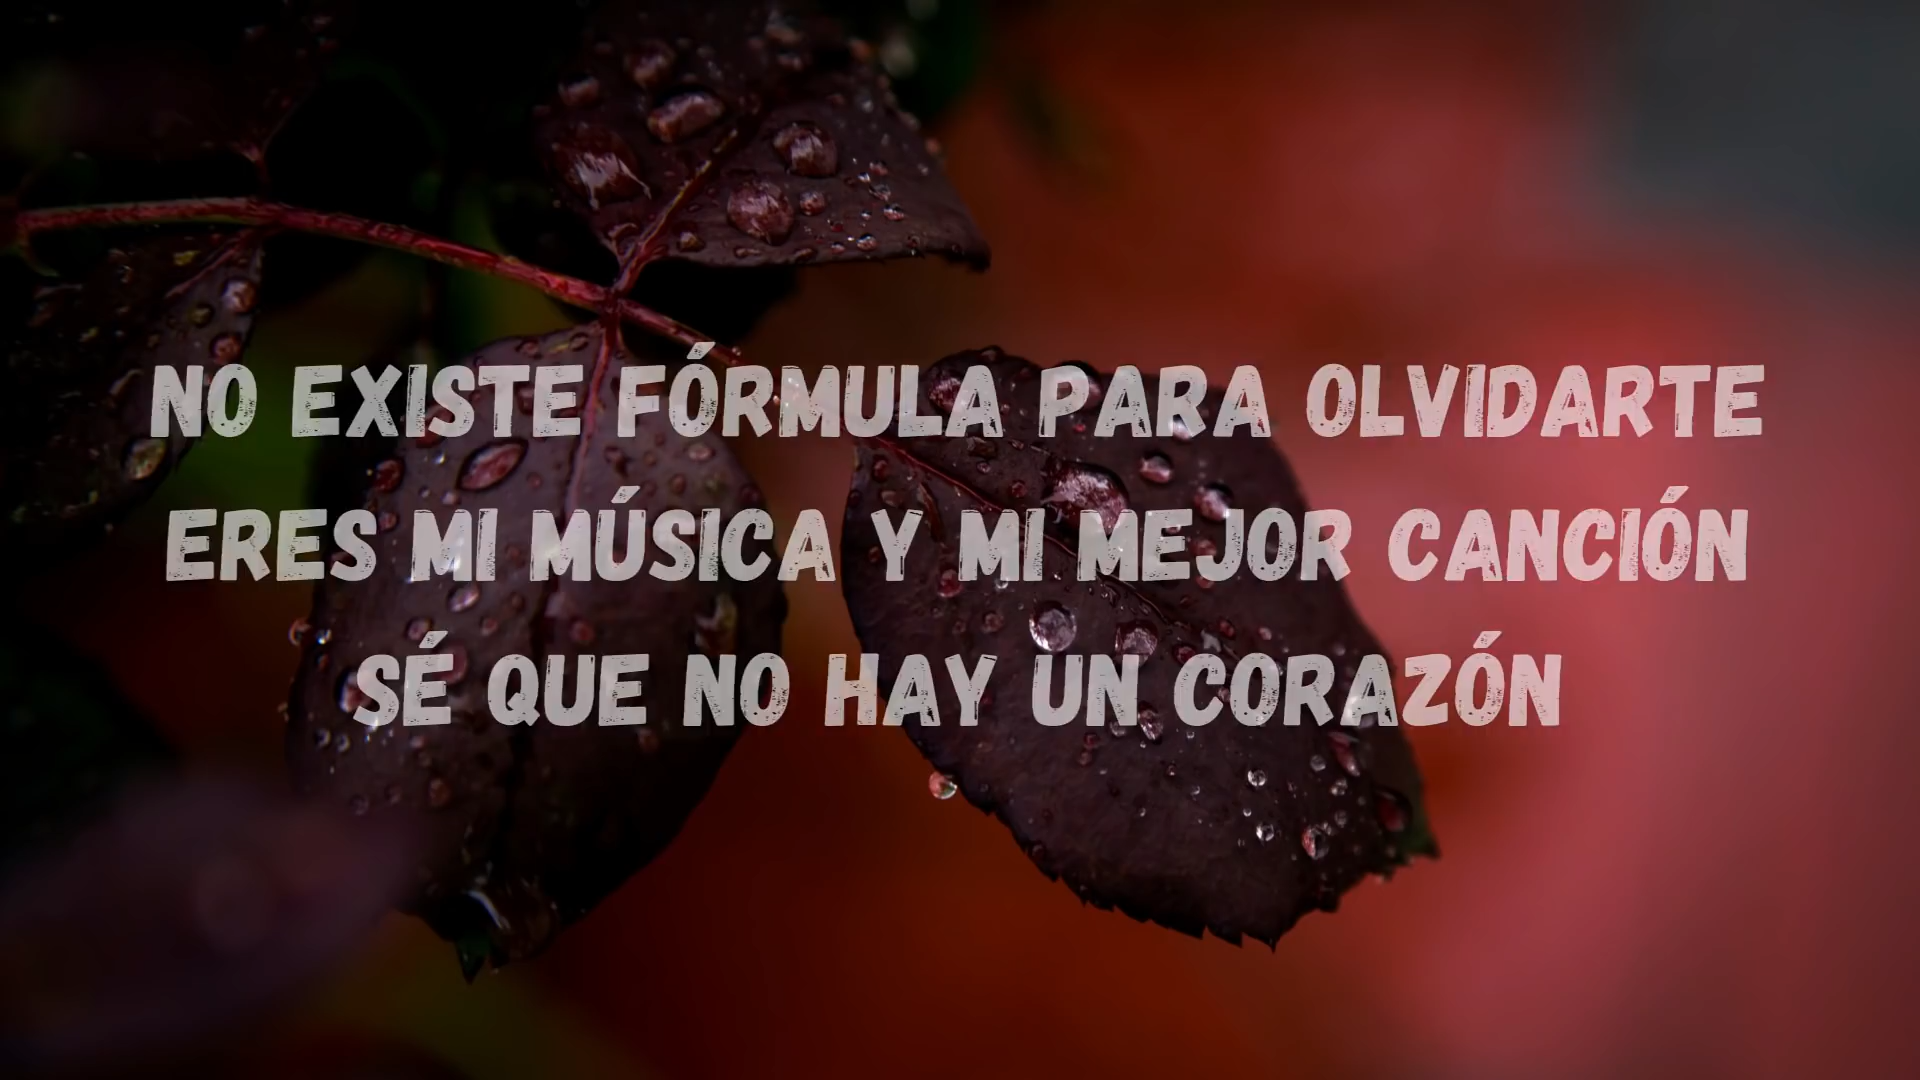 NO EXISTE FÓRMULA PARA OLVIDARTE
ERES MI MÚSICA Y MI MEJOR CANCIÓN
SÉ QUE NO HAY UN CORAZÓN